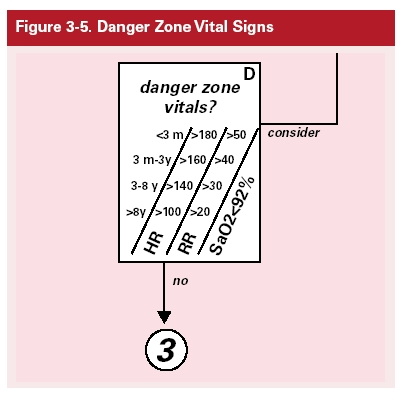 Figure 3-5. Danger Zone Vital Signs
D
danger zone
vitals?
<3 m >180 >50
consider
3 m-3y >160 >40
3-8 y >140 >30
>8y >100 >20
HR RR SaO2<92%
no
3